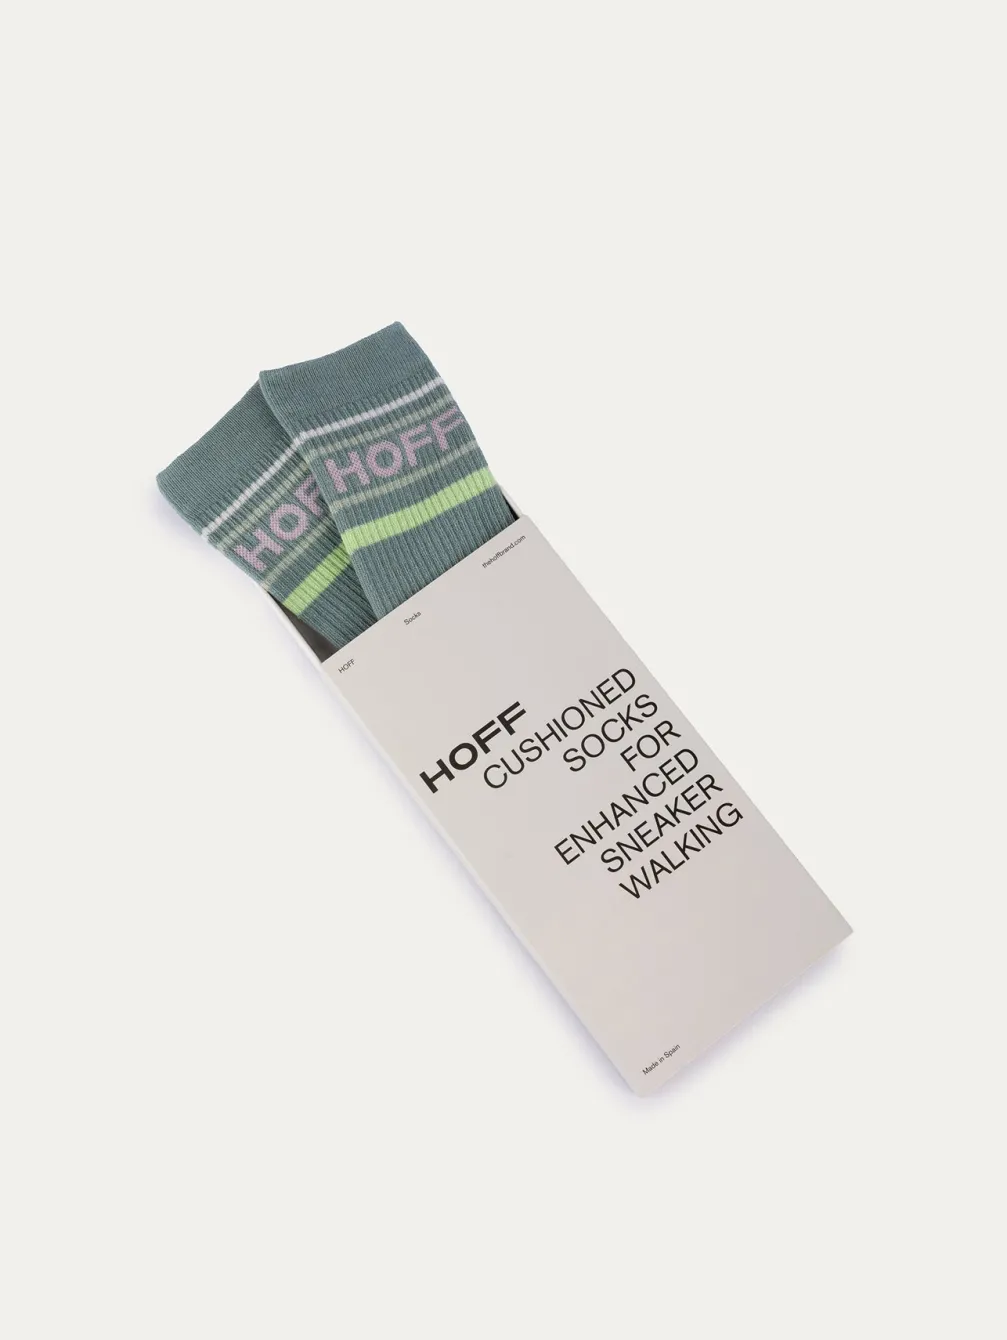 HOFF
HOFF
HOFF
Socks
thehoffbrand.com
HOFF
CUSHIONED
SOCKS
FOR
ENHANCED
SNEAKER
WALKING
Made in Spain